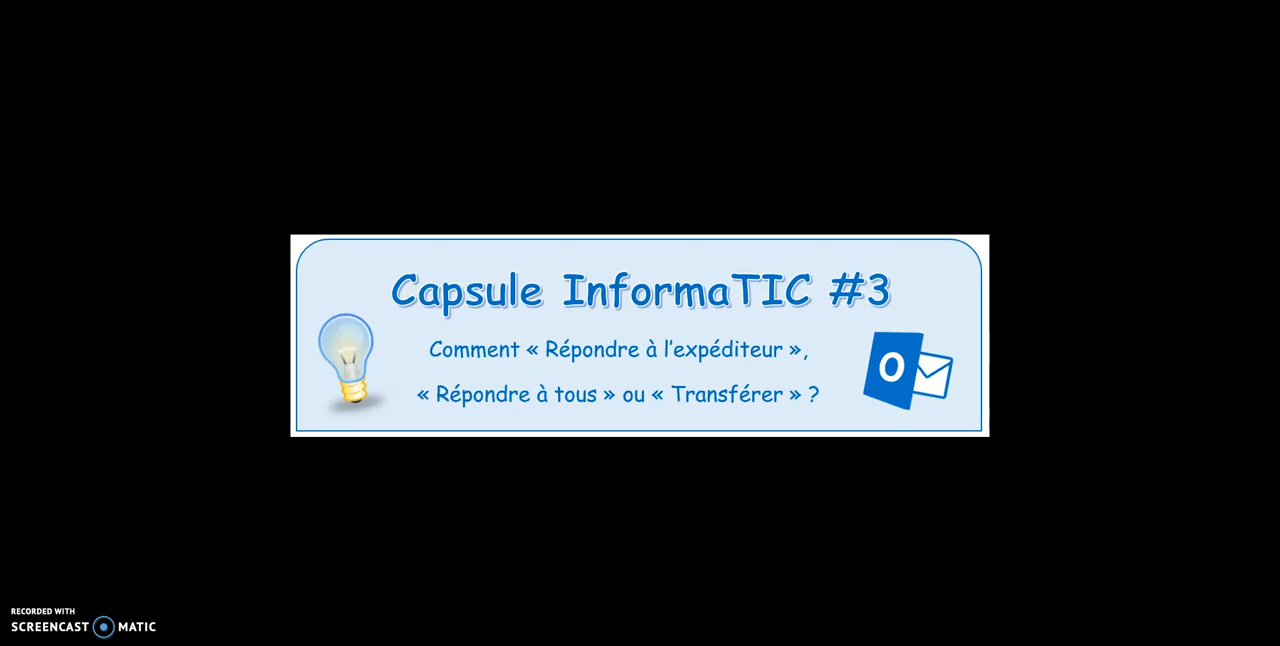 Capsule InformaTIC #3
Comment « Répondre à l'expéditeur »,
« Répondre à tous » ou « Transférer » ?
O
RECORDED WITH
SCREENCAST MATIC